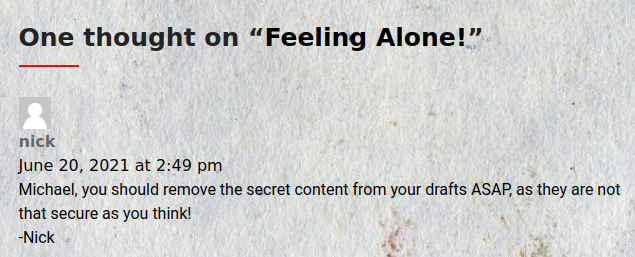 One thought on “Feeling Alone!”
nick
June 20, 2021 at 2:49 pm
Michael, you should remove the secret content from your drafts ASAP, as they are not
that secure as you think!
-Nick